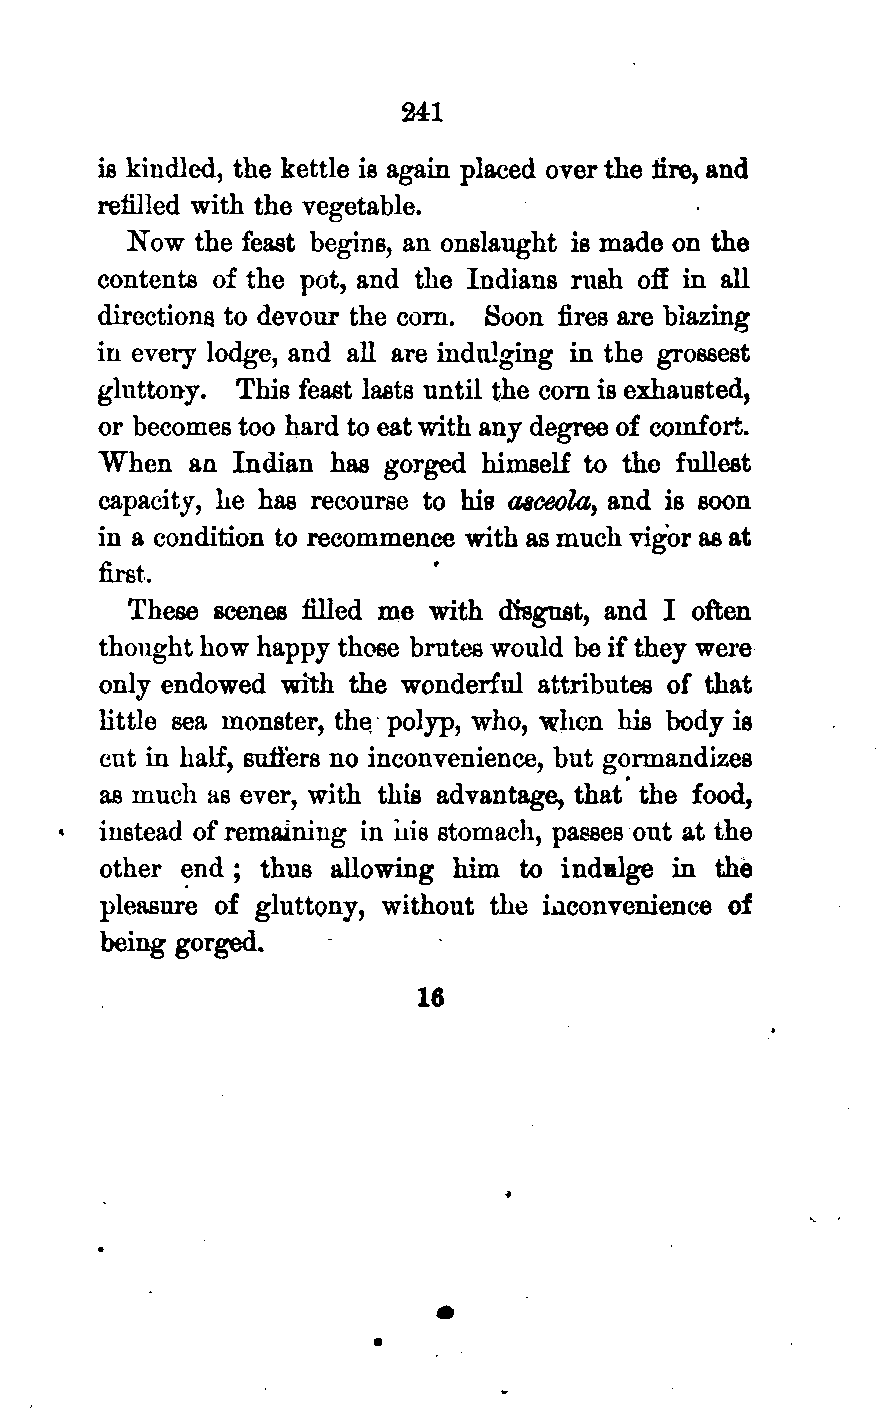 241
is kindled, the kettle is again placed over the fire, and
refilled with the vegetable.
Now the feast begins, an onslaught is made on the
contents of the pot, and the Indians rush off in all
directions to devour the corn. Soon fires are blazing
in every lodge, and all are indulging in the grossest
gluttony. This feast lasts until the corn is exhausted,
or becomes too hard to eat with any degree of comfort.
When an Indian has gorged himself to the fullest
capacity, he has recourse to his asceola, and is soon
in a condition to recommence with as much vigor as at
first.
These scenes filled me with disgust, and I often
thought how happy those brutes would be if they were
only endowed with the wonderful attributes of that
little sea monster, the polyp, who, when his body is
cut in half, suffers no inconvenience, but gormandizes
as much as ever, with this advantage, that the food,
instead of remaining in his stomach, passes out at the
other end ; thus allowing him to indulge in the
pleasure of gluttony, without the inconvenience of
being gorged.
16